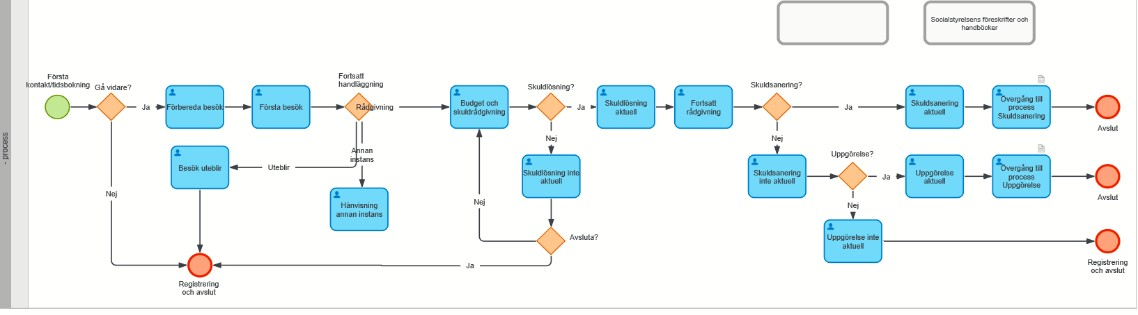 Socialstyrelsens föreskrifter och
handböcker
Första
kontakt/tidsbokning
Gå vidare?
Ja
Förbereda besök
Första besök
Fortsatt
handläggning
Rådgivning
Budget och
skuldrådgivning
Skuldlösning?
Ja
Skuldlösning
aktuell
Fortsatt
rådgivning
Skuldsanering?
Ja
Skuldsanering
aktuell
Övergång till
process
Skuldsanering
Avslut
- process
Nej
Besök uteblir
Uteblir
Annan
instans
Hänvisning
annan instans
Nej
Nej
Skuldlösning inte
aktuell
Avsluta?
Ja
Nej
Skuldsanering
inte aktuell
Uppgörelse?
Ja
Uppgörelse
aktuell
Övergång till
process
Uppgörelse
Avslut
Nej
Uppgörelse inte
aktuell
Registrering
och avslut
Registrering
och avslut